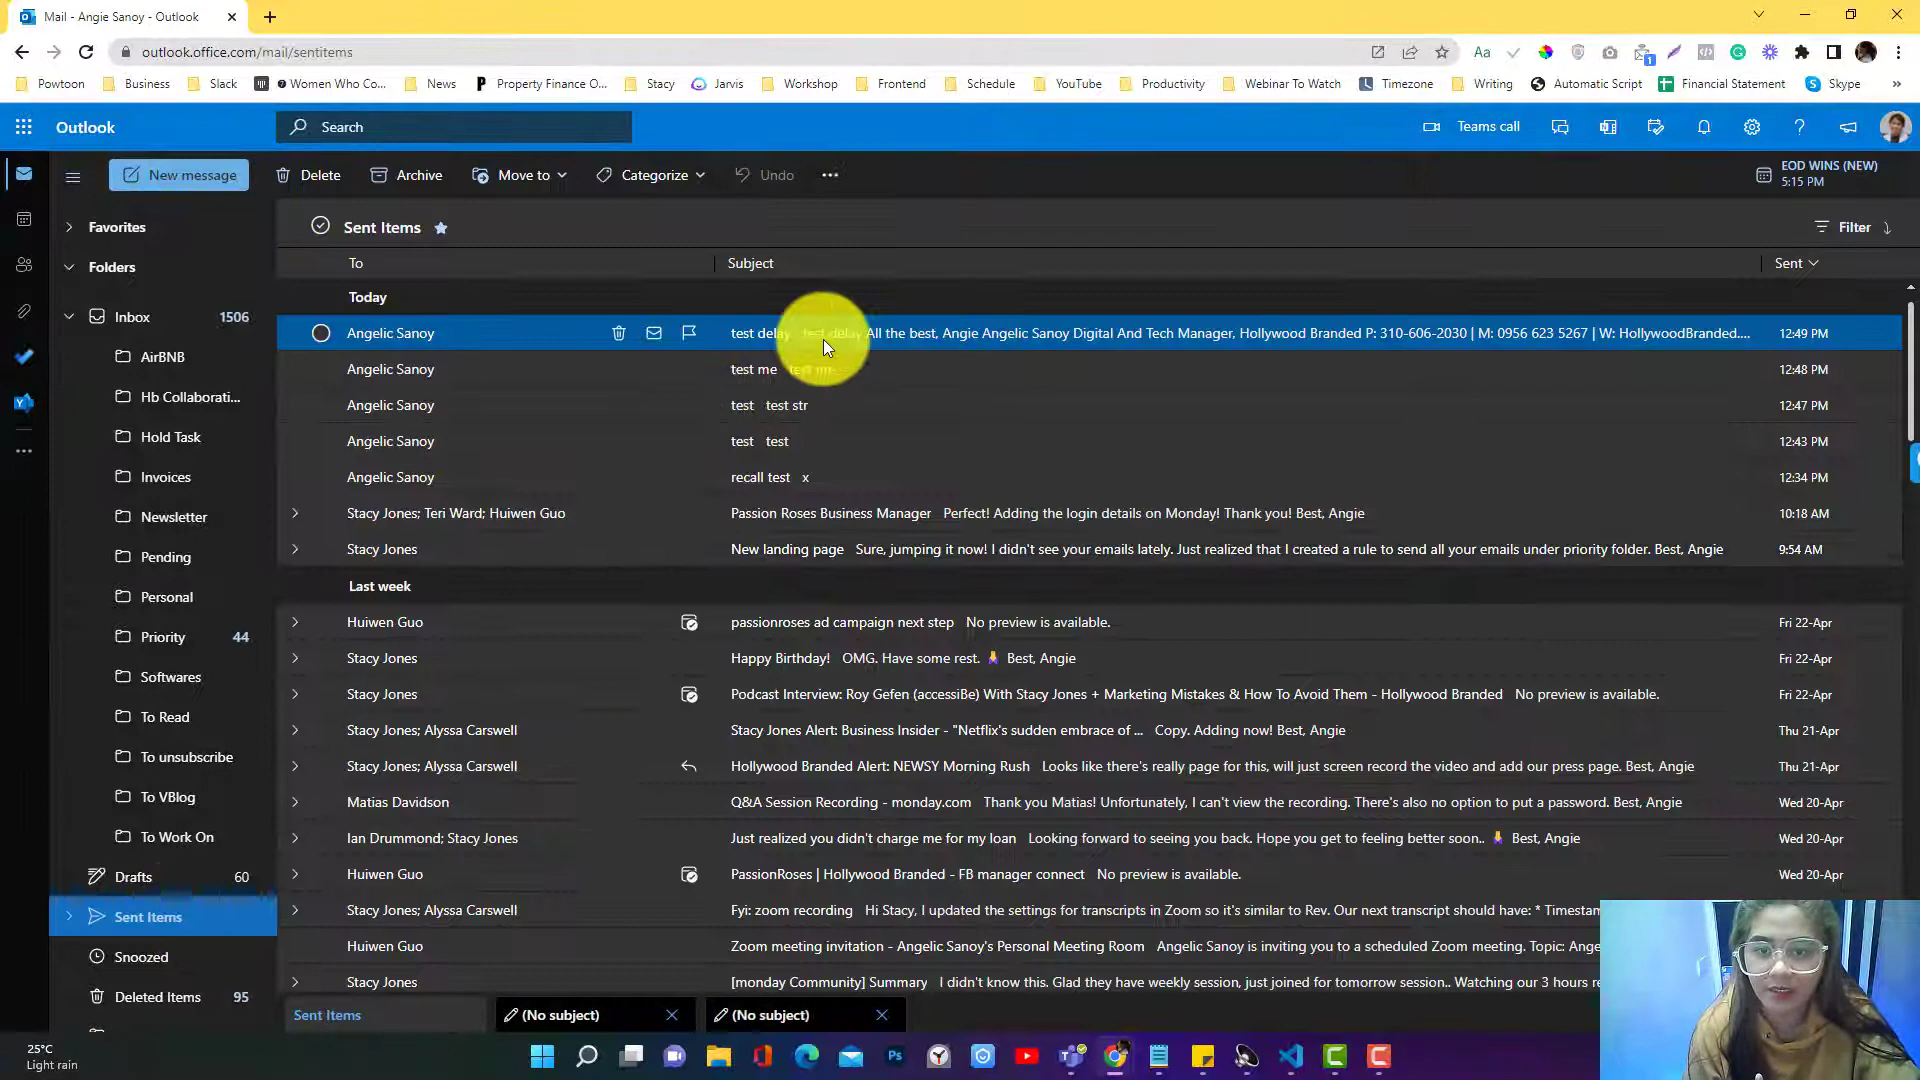 Mail - Angie Sanoy - Outlook
outlook.office.com/mail/sentitems
Aa
1
Powtoon Business Slack Women Who Co... News Property Finance O... Stacy Jarvis Workshop Frontend Schedule YouTube Productivity Webinar To Watch Timezone Writing Automatic Script Financial Statement Skype
Outlook Search Teams call
New message Delete Archive Move to Categorize Undo EOD WINS (NEW)
5:15 PM
Favorites Sent Items Filter
Folders To Subject Sent
Today
Inbox 1506 Angelic Sanoy test delay test delay All the best, Angie Angelic Sanoy Digital And Tech Manager, Hollywood Branded P: 310-606-2030 | M: 0956 623 5267 | W: HollywoodBranded.... 12:49 PM
AirBNB Angelic Sanoy test me 12:48 PM
Hb Collaborati... Angelic Sanoy test test str 12:47 PM
Hold Task Angelic Sanoy test test 12:43 PM
Invoices Angelic Sanoy recall test x 12:34 PM
Newsletter Stacy Jones; Teri Ward; Huiwen Guo Passion Roses Business Manager Perfect! Adding the login details on Monday! Thank you! Best, Angie 10:18 AM
Pending Stacy Jones New landing page Sure, jumping it now! I didn't see your emails lately. Just realized that I created a rule to send all your emails under priority folder. Best, Angie 9:54 AM
Personal Last week
Priority 44 Huiwen Guo passionroses ad campaign next step No preview is available. Fri 22-Apr
Softwares Stacy Jones Happy Birthday! OMG. Have some rest. Best, Angie Fri 22-Apr
To Read Stacy Jones Podcast Interview: Roy Gefen (accessiBe) With Stacy Jones + Marketing Mistakes & How To Avoid Them - Hollywood Branded No preview is available. Fri 22-Apr
To unsubscribe Stacy Jones; Alyssa Carswell Stacy Jones Alert: Business Insider - "Netflix's sudden embrace of ... Copy. Adding now! Best, Angie Thu 21-Apr
To VBlog Stacy Jones; Alyssa Carswell Hollywood Branded Alert: NEWSY Morning Rush Looks like there's really page for this, will just screen record the video and add our press page. Best, Angie Thu 21-Apr
Matias Davidson Q&A Session Recording - monday.com Thank you Matias! Unfortunately, I can't view the recording. There's also no option to put a password. Best, Angie Wed 20-Apr
To Work On Ian Drummond; Stacy Jones Just realized you didn't charge me for my loan Looking forward to seeing you back. Hope you get to feeling better soon.. Best, Angie Wed 20-Apr
Drafts 60 Huiwen Guo PassionRoses | Hollywood Branded - FB manager connect No preview is available. Wed 20-Apr
Sent Items Stacy Jones; Alyssa Carswell Fyi: zoom recording Hi Stacy, I updated the settings for transcripts in Zoom so it's similar to Rev. Our next transcript should have: * Timestam
Snoozed Huiwen Guo Zoom meeting invitation - Angelic Sanoy's Personal Meeting Room Angelic Sanoy is inviting you to a scheduled Zoom meeting. Topic: Ange
Deleted Items 95 Stacy Jones [monday Community] Summary I didn't know this. Glad they have weekly session, just joined for tomorrow session.. Watching our 3 hours re
Sent Items (No subject) (No subject)
25°C
Light rain
Ps